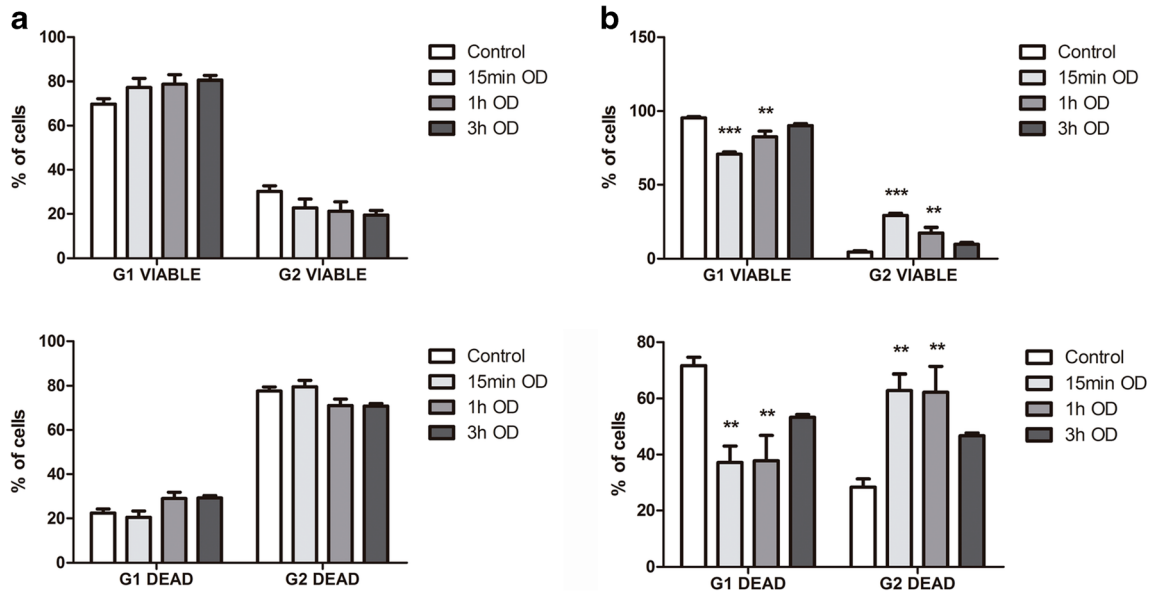 a
% of cells
100
80
60
40
20
0
G1 VIABLE
G2 VIABLE
Control
15min OD
1h OD
3h OD
b
% of cells
150
100
50
0
***
**
***
**
G1 VIABLE
G2 VIABLE
Control
15min OD
1h OD
3h OD
% of cells
100
80
60
40
20
0
G1 DEAD
G2 DEAD
Control
15min OD
1h OD
3h OD
% of cells
80
60
40
20
0
**
**
**
**
G1 DEAD
G2 DEAD
Control
15min OD
1h OD
3h OD